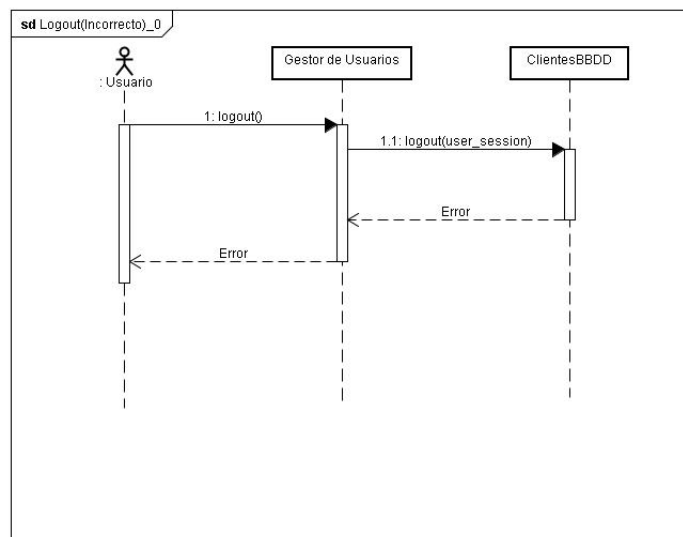 sd Logout(Incorrecto)_0
: Usuario
Gestor de Usuarios
ClientesBBDD
1: logout()
1.1: logout(user_session)
Error
Error